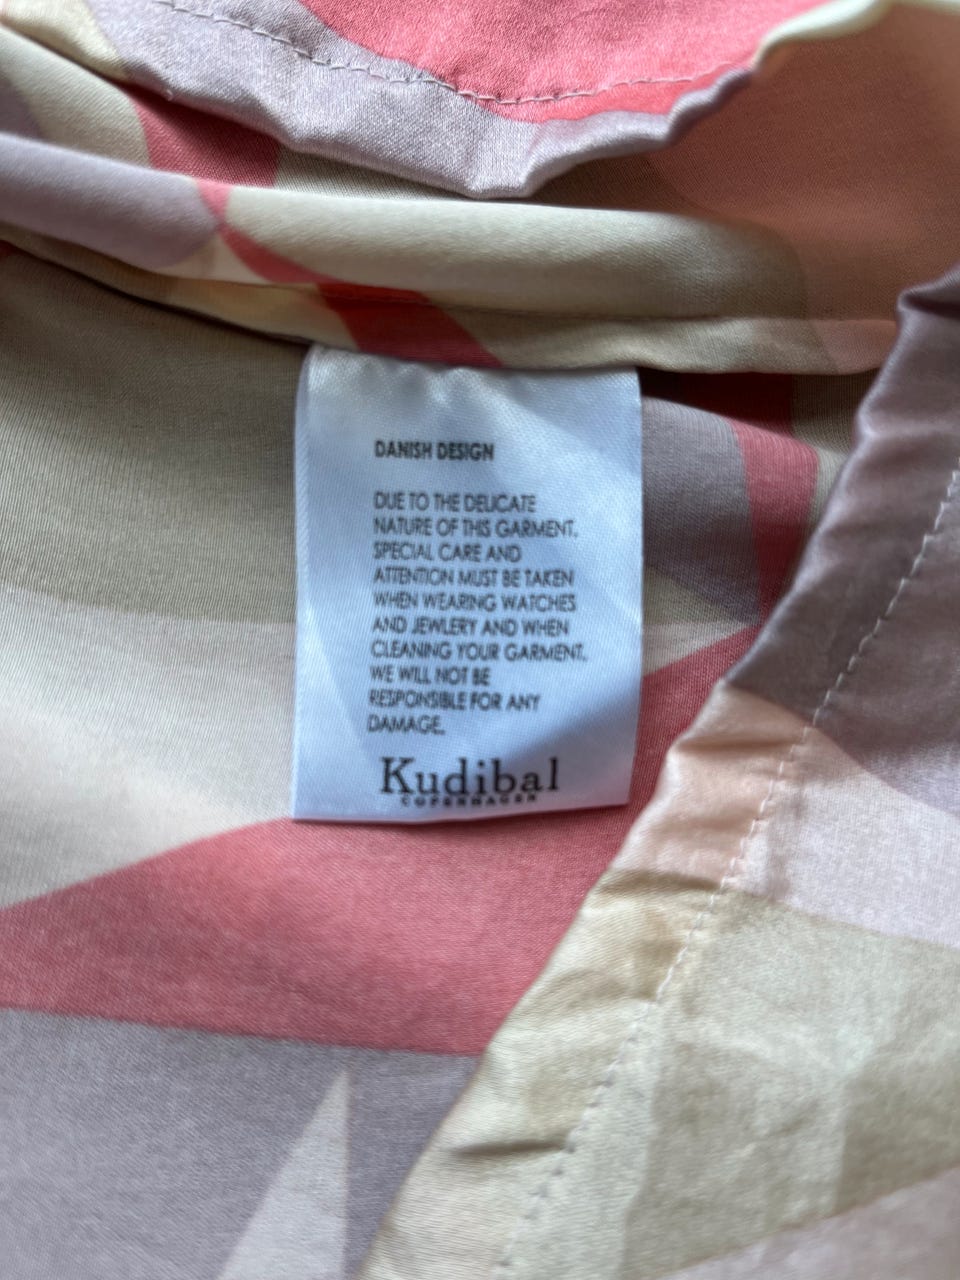 DANISH DESIGN
DUE TO THE DELICATE
NATURE OF THIS GARMENT.
SPECIAL CARE AND
ATTENTION MUST BE TAKEN
WHEN WEARING WATCHES
AND JEWLERY AND WHEN
CLEANING YOUR GARMENT.
WE WILL NOT BE
RESPONSIBLE FOR ANY
DAMAGE.
Kudibal
COPENHAGEN